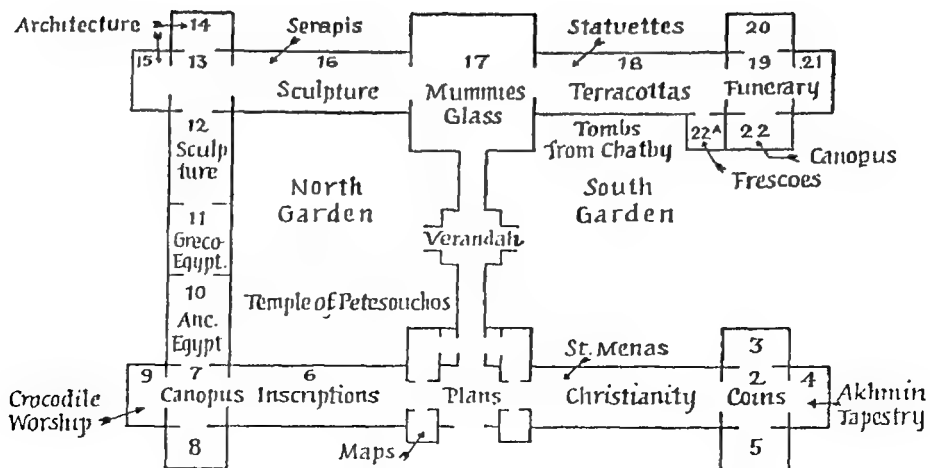 Architecture 14 Serapis Statuettes 20
15 13 16 17 18 19 21
Sculpture Mummies Terracottas Funerary
Glass
12 Tombs 22A 22
Sculp from Chatby Canopus
ture Frescoes
North South
Garden Garden
11
Greco- Verandah
Egypt.
10 Temple of Petesouchos
Anc.
Egypt St. Menas 3
9 7 6 2 4
Crocodile Canopus Inscriptions Plans Christianity Coins Akhmin
Worship Tapestry
8 Maps 5